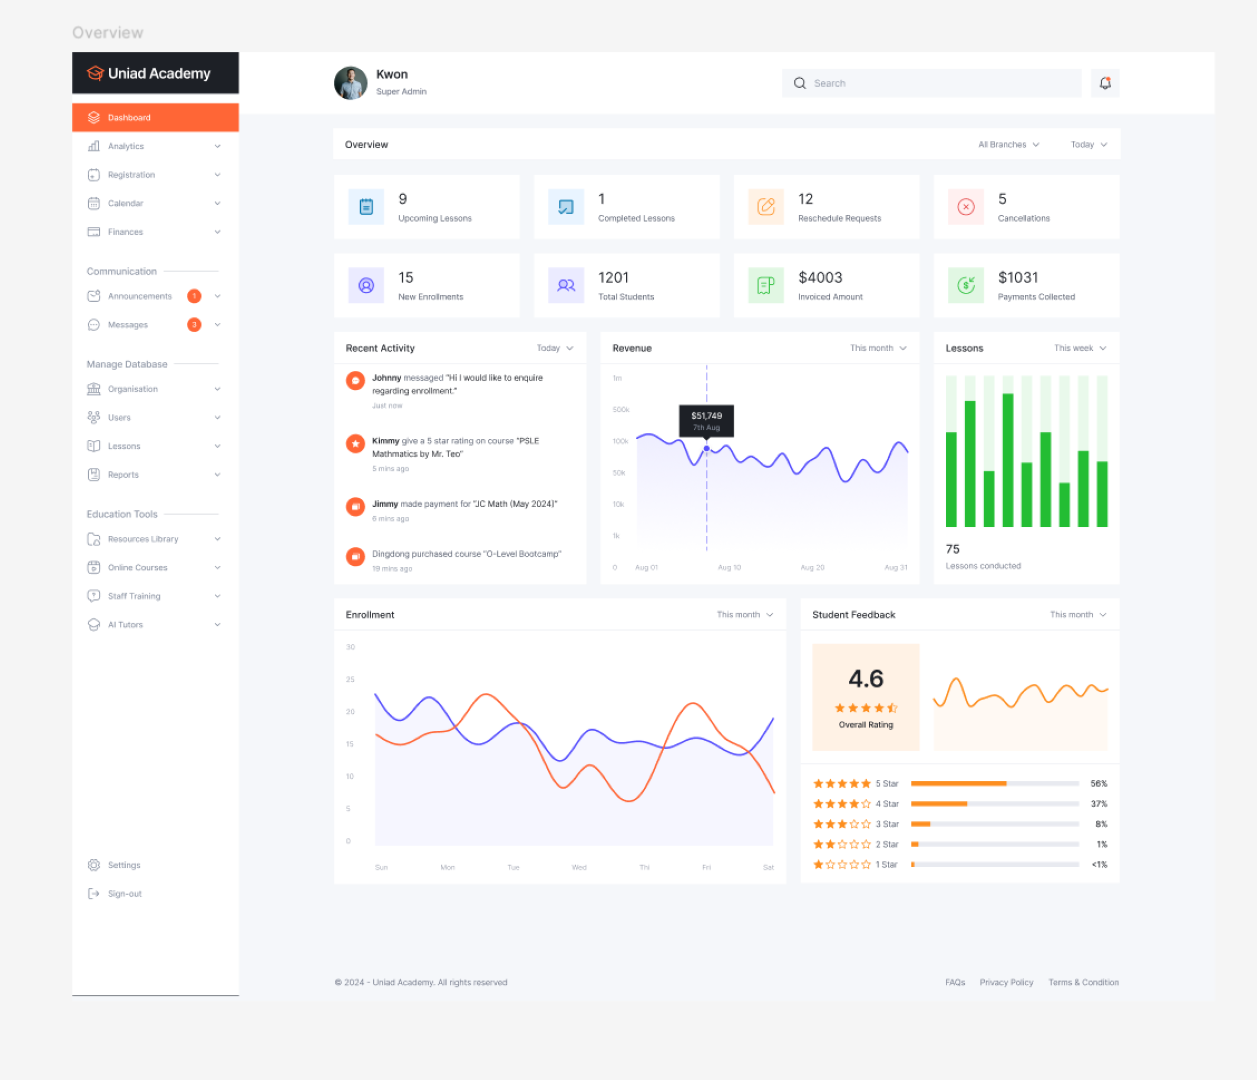 Overview
Uniad Academy
Kwon
Super Admin
Search
Dashboard
Analytics
Registration
Calendar
Finances
Communication
Announcements 1
Messages 3
Manage Database
Organisation
Users
Lessons
Reports
Education Tools
Resources Library
Online Courses
Staff Training
AI Tutors
Settings
Sign-out
Overview
All Branches
Today
9
Upcoming Lessons
1
Completed Lessons
12
Reschedule Requests
5
Cancellations
15
New Enrollments
1201
Total Students
$4003
Invoiced Amount
$1031
Payments Collected
Recent Activity
Today
Johnny messaged "Hi I would like to enquire
regarding enrollment."
Just now
Kimmy give a 5 star rating on course "PSLE
Mathmatics by Mr. Teo"
5 mins ago
Jimmy made payment for "JC Math (May 2024)"
6 mins ago
Dingdong purchased course "O-Level Bootcamp"
19 mins ago
Revenue
This month
1m
500k
100k
50k
10k
1k
0
$51,749
7th Aug
Aug 01
Aug 10
Aug 20
Aug 31
Lessons
This week
75
Lessons conducted
Enrollment
This month
30
25
20
15
10
5
0
Sun
Mon
Tue
Wed
Thi
Fri
Sat
Student Feedback
This month
4.6
Overall Rating
5 Star 56%
4 Star 37%
3 Star 8%
2 Star 1%
1 Star <1%
© 2024 - Uniad Academy. All rights reserved
FAQs
Privacy Policy
Terms & Condition